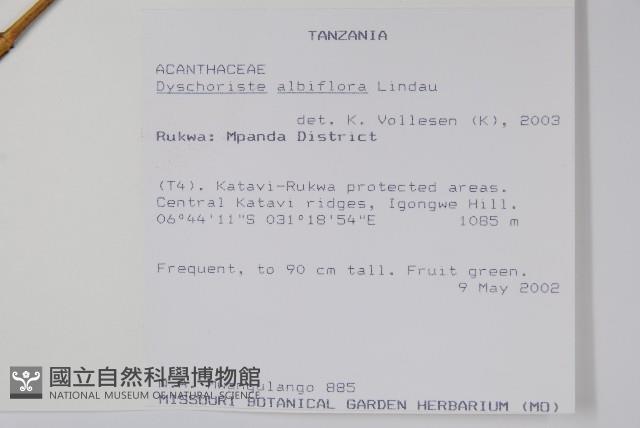 TANZANIA
ACANTHACEAE
Dyschoriste albiflora Lindau
det. K. Vollesen (K), 2003
Rukwa: Mpanda District
(T4). Katavi-Rukwa protected areas.
Central Katavi ridges, Igongwe Hill.
06°44'11"S 031°18'54"E 1085 m
Frequent, to 90 cm tall. Fruit green.
9 May 2002
885
MISSOURI BOTANICAL GARDEN HERBARIUM (MO)
國立自然科學博物館
NATIONAL MUSEUM OF NATURAL SCIENCE